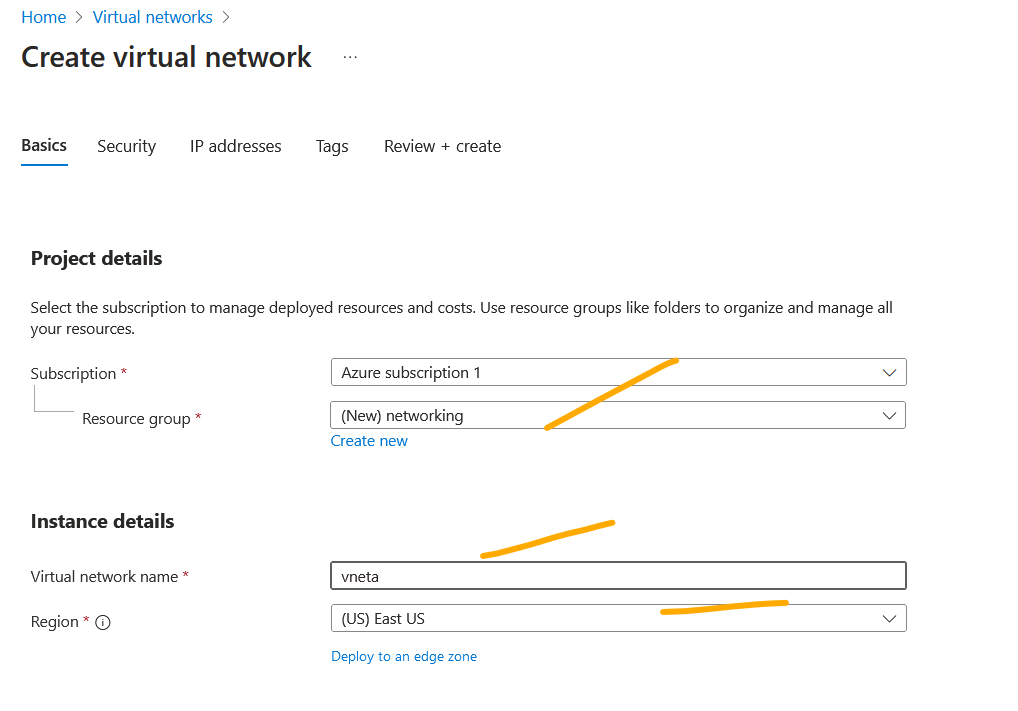 Home > Virtual networks >
Create virtual network ...
Basics Security IP addresses Tags Review + create
Project details
Select the subscription to manage deployed resources and costs. Use resource groups like folders to organize and manage all
your resources.
Subscription * Azure subscription 1
Resource group * (New) networking
Create new
Instance details
Virtual network name * vneta
Region * (US) East US
Deploy to an edge zone